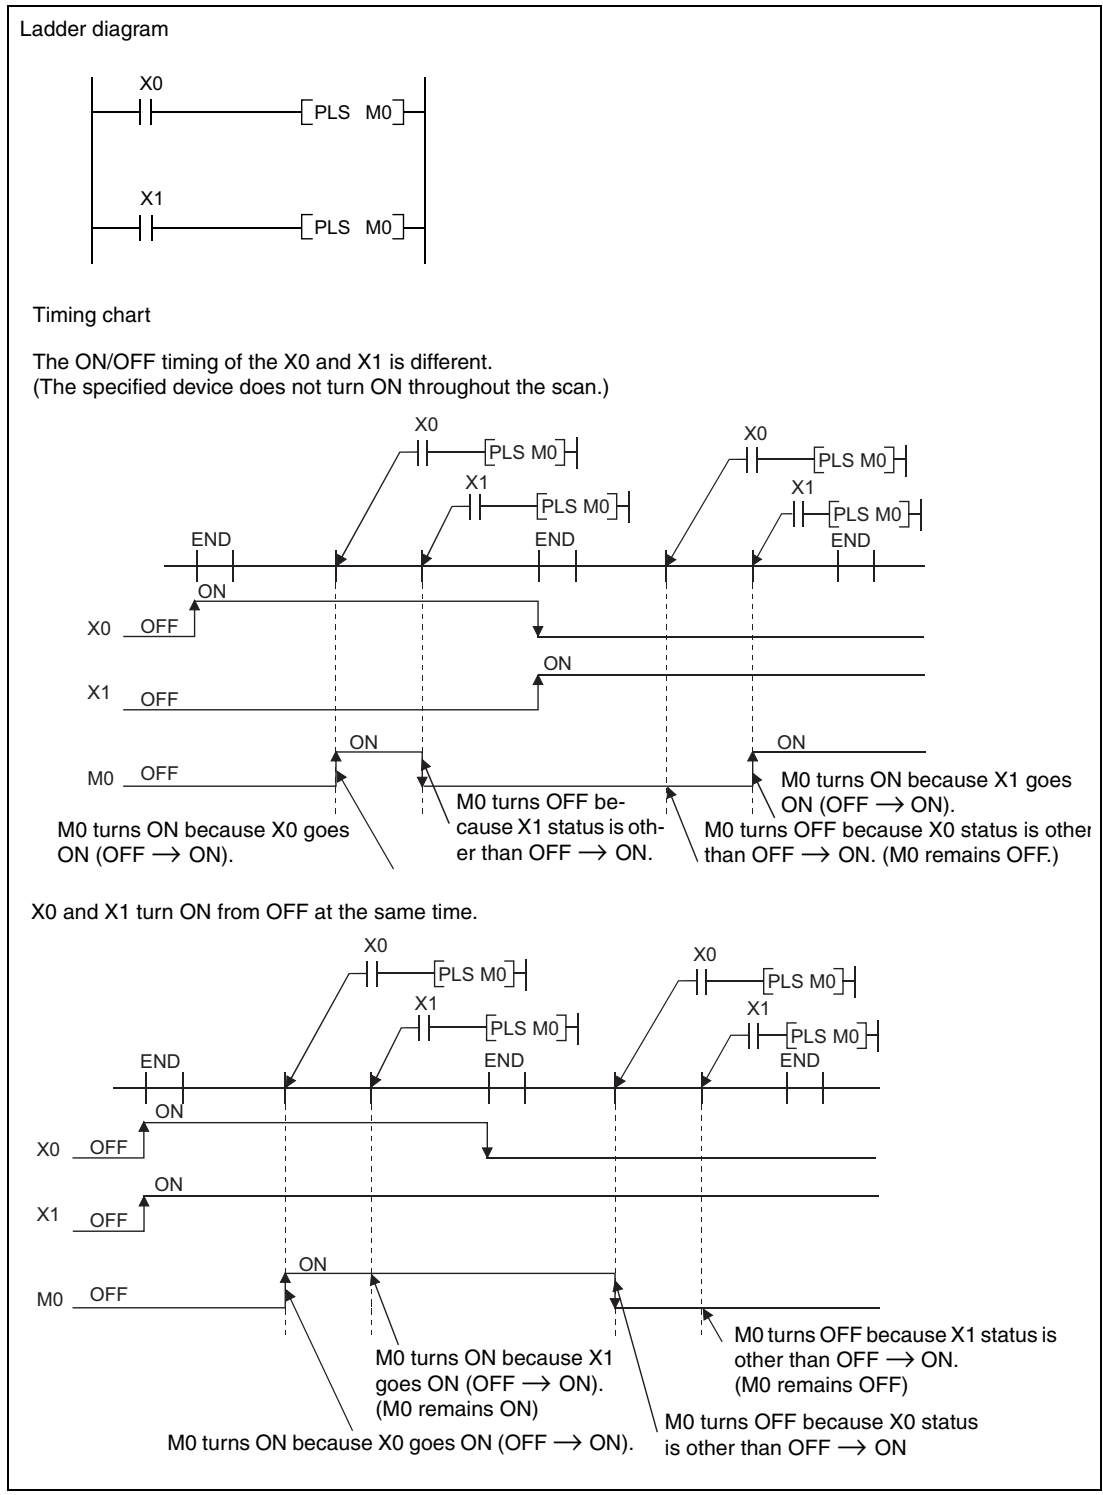 Ladder diagram
X0
PLS M0
X1
PLS M0
Timing chart
The ON/OFF timing of the X0 and X1 is different.
(The specified device does not turn ON throughout the scan.)
X0
PLS M0
X1
PLS M0
X0
PLS M0
X1
PLS M0
END
END
END
ON
X0 OFF
ON
X1 OFF
ON
ON
M0 OFF
M0 turns ON because X0 goes
ON (OFF → ON).
M0 turns OFF be-
cause X1 status is oth-
er than OFF → ON.
M0 turns ON because X1 goes
ON (OFF → ON).
M0 turns OFF because X0 status is other
than OFF → ON. (M0 remains OFF.)
X0 and X1 turn ON from OFF at the same time.
X0
PLS M0
X1
PLS M0
X0
PLS M0
X1
PLS M0
END
END
END
ON
X0 OFF
ON
X1 OFF
ON
M0 OFF
M0 turns ON because X1
goes ON (OFF → ON).
(M0 remains ON)
M0 turns ON because X0 goes ON (OFF → ON).
M0 turns OFF because X1 status is
other than OFF → ON.
(M0 remains OFF)
M0 turns OFF because X0 status
is other than OFF → ON